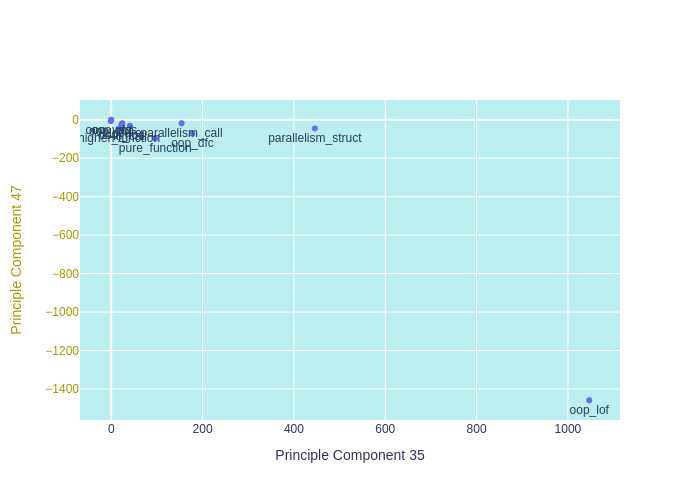 0
−200
−400
−600
−800
−1000
−1200
−1400
parallelism_call
parallelism_struct
pure_function
oop_dfc
oop_lof
0
200
400
600
800
1000
Principle Component 35
Principle Component 47